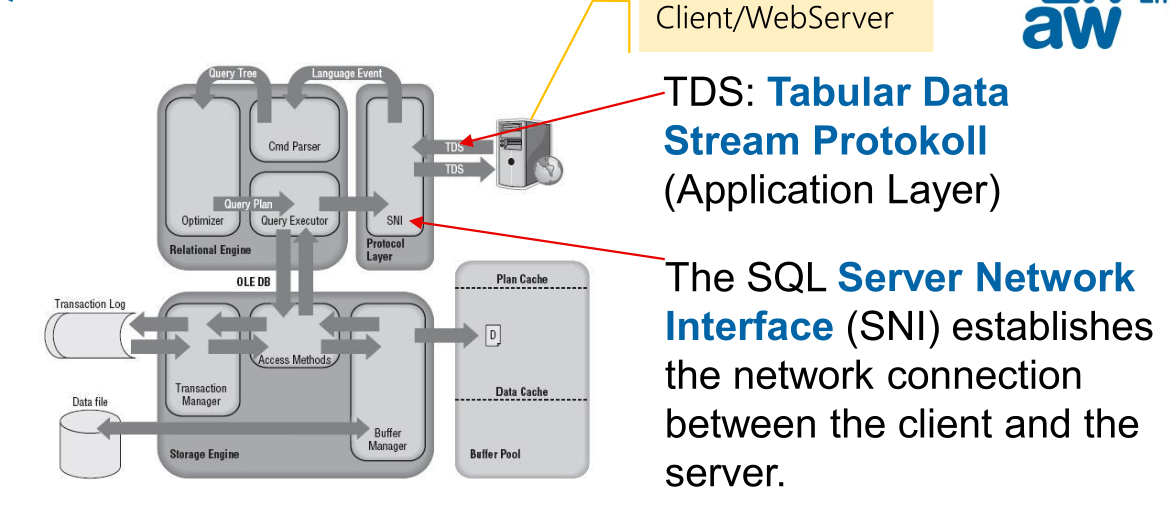 Client/WebServer
aw
Query Tree
Language Event
Cmd Parser
TDS
TDS
Query Plan
Optimizer
Query Executor
SNI
Relational Engine
Protocol
Layer
OLE DB
Plan Cache
Transaction Log
D
Access Methods
Transaction
Manager
Data Cache
Data file
Buffer
Manager
Storage Engine
Buffer Pool
TDS: Tabular Data
Stream Protokoll
(Application Layer)
The SQL Server Network
Interface (SNI) establishes
the network connection
between the client and the
server.